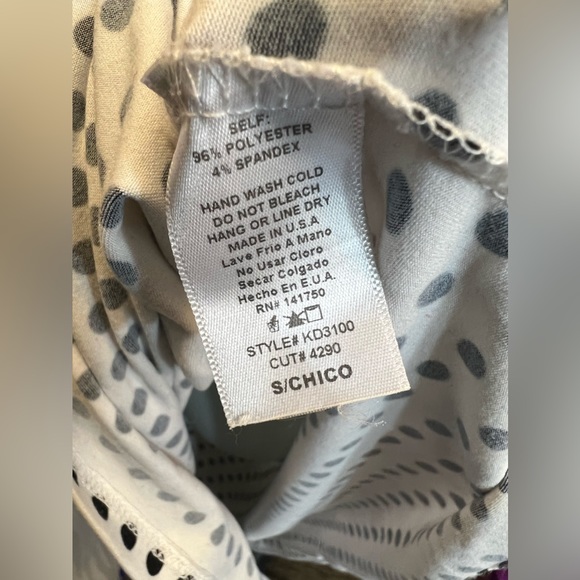 SELF:
96% POLYESTER
4% SPANDEX
HAND WASH COLD
DO NOT BLEACH
HANG OR LINE DRY
MADE IN U.S.A
Lave Frio A Mano
No Usar Cloro
Secar Colgado
Hecho En E.U.A.
RN# 141750
STYLE# KD3100
CUT# 4290
S/CHICO